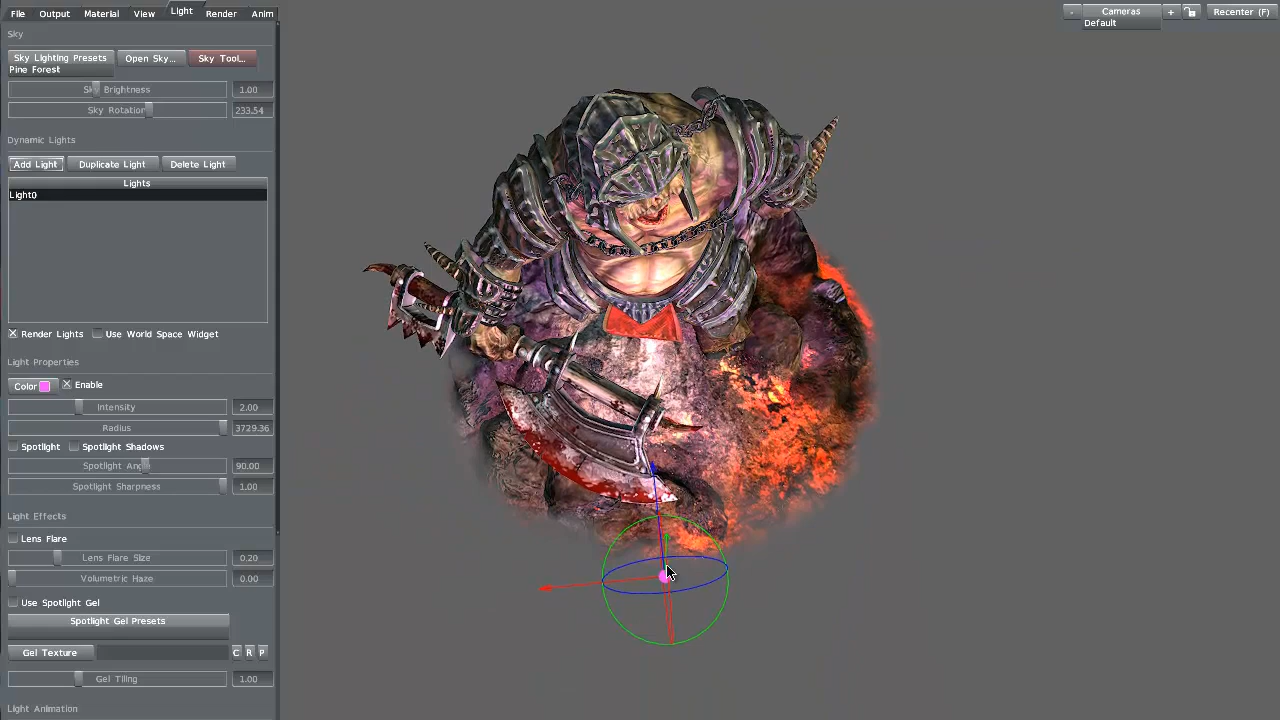 File Output Material View Light Render Anim
- Cameras + Recenter (F)
Default
Sky
Sky Lighting Presets Open Sky... Sky Tool...
Pine Forest
Sky Brightness 1.00
Sky Rotation 233.54
Dynamic Lights
Add Light Duplicate Light Delete Light
Lights
Light0
Render Lights Use World Space Widget
Light Properties
Color Enable
Intensity 2.00
Radius 3729.36
Spotlight Spotlight Shadows
Spotlight Angle 90.00
Spotlight Sharpness 1.00
Light Effects
Lens Flare
Lens Flare Size 0.20
Volumetric Haze 0.00
Use Spotlight Gel
Spotlight Gel Presets
Gel Texture C R P
Gel Tiling 1.00
Light Animation